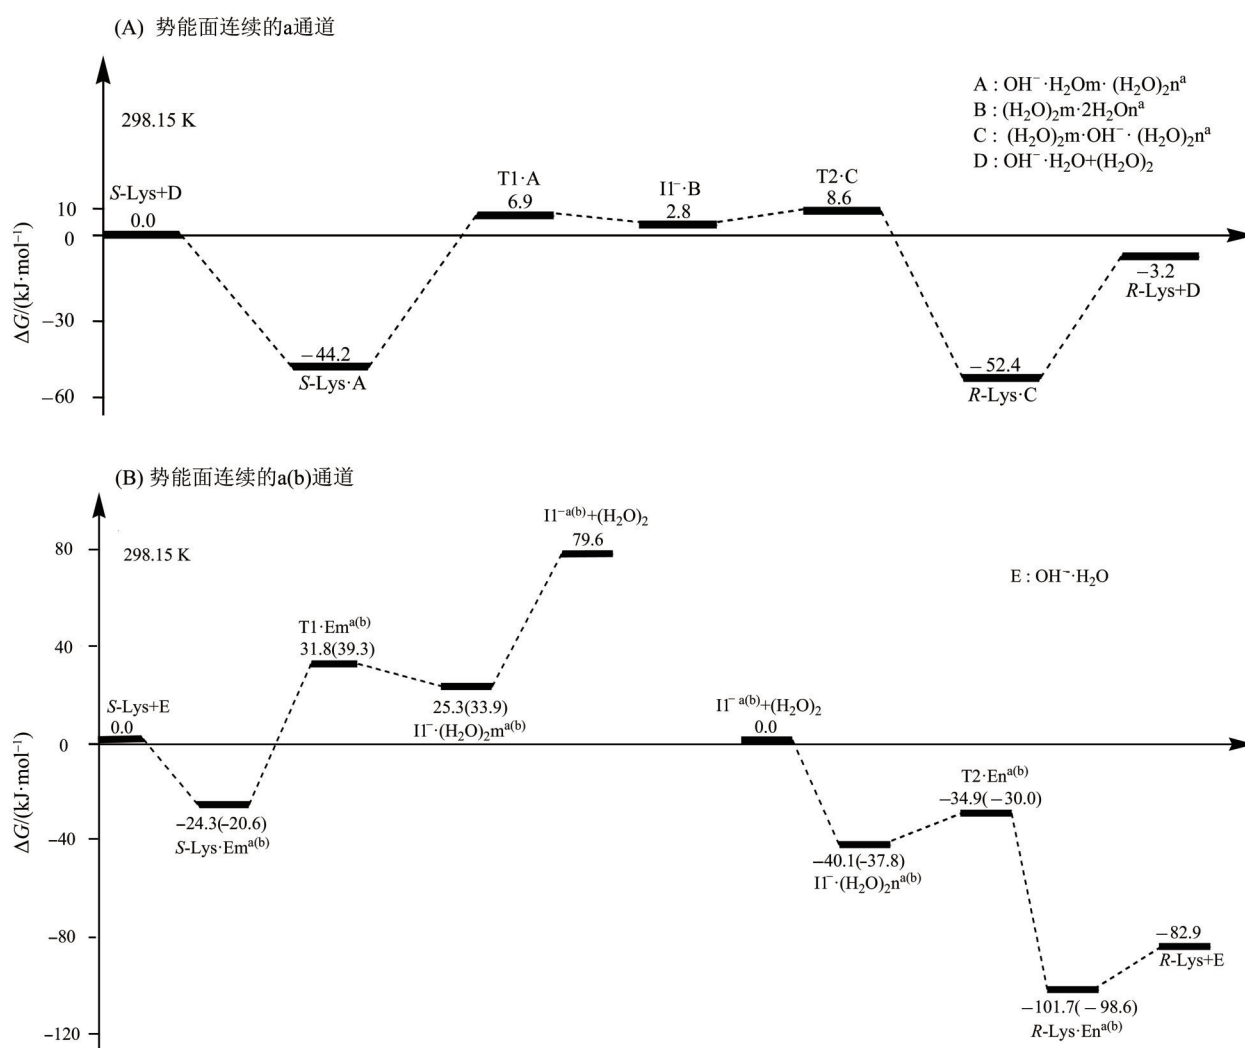 (A) 势能面连续的a通道
298.15 K
A : OH⁻·H₂Om· (H₂O)₂nᵃ
B : (H₂O)₂m·2H₂Onᵃ
C : (H₂O)₂m·OH⁻· (H₂O)₂nᵃ
D : OH⁻·H₂O+(H₂O)₂
ΔG/(kJ·mol⁻¹)
10
0
−30
−60
S-Lys+D
0.0
−44.2
S-Lys·A
T1·A
6.9
I1⁻·B
2.8
T2·C
8.6
−52.4
R-Lys·C
−3.2
R-Lys+D
(B) 势能面连续的a(b)通道
298.15 K
E : OH⁻·H₂O
ΔG/(kJ·mol⁻¹)
80
40
0
−40
−80
−120
S-Lys+E
0.0
−24.3(−20.6)
S-Lys·Emᵃ⁽ᵇ⁾
T1·Emᵃ⁽ᵇ⁾
31.8(39.3)
25.3(33.9)
I1⁻·(H₂O)₂mᵃ⁽ᵇ⁾
I1⁻ᵃ⁽ᵇ⁾+(H₂O)₂
79.6
I1⁻ᵃ⁽ᵇ⁾+(H₂O)₂
0.0
−40.1(−37.8)
I1⁻·(H₂O)₂nᵃ⁽ᵇ⁾
T2·Enᵃ⁽ᵇ⁾
−34.9(−30.0)
−101.7(−98.6)
R-Lys·Enᵃ⁽ᵇ⁾
−82.9
R-Lys+E